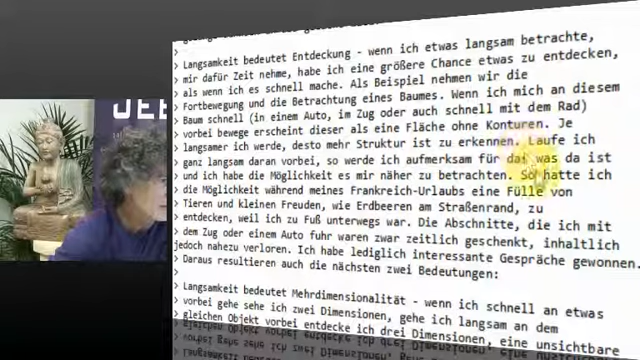 > Langsamkeit bedeutet Entdeckung - wenn ich etwas langsam betrachte,
> mir dafür Zeit nehme, habe ich eine größere Chance etwas zu entdecken,
> als wenn ich es schnell mache. Als Beispiel nehmen wir die
> Fortbewegung und die Betrachtung eines Baumes. Wenn ich mich an diesem
> Baum schnell (in einem Auto, im Zug oder auch schnell mit dem Rad)
> vorbei bewege erscheint dieser als eine Fläche ohne Konturen. Je
> langsamer ich werde, desto mehr Struktur ist zu erkennen. Laufe ich
> ganz langsam daran vorbei, so werde ich aufmerksam für das was da ist
> und ich habe die Möglichkeit es mir näher zu betrachten. So hatte ich
> die Möglichkeit während meines Frankreich-Urlaubs eine Fülle von
> Tieren und kleinen Freuden, wie Erdbeeren am Straßenrand, zu
> entdecken, weil ich zu Fuß unterwegs war. Die Abschnitte, die ich mit
> dem Zug oder einem Auto fuhr waren zwar zeitlich geschenkt, inhaltlich
jedoch nahezu verloren. Ich habe lediglich interessante Gespräche gewonnen.
> Daraus resultieren auch die nächsten zwei Bedeutungen:
>
> Langsamkeit bedeutet Mehrdimensionalität - wenn ich schnell an etwas
> vorbei gehe sehe ich zwei Dimensionen, gehe ich langsam an dem
> gleichen Objekt vorbei entdecke ich drei Dimensionen, eine unsichtbare